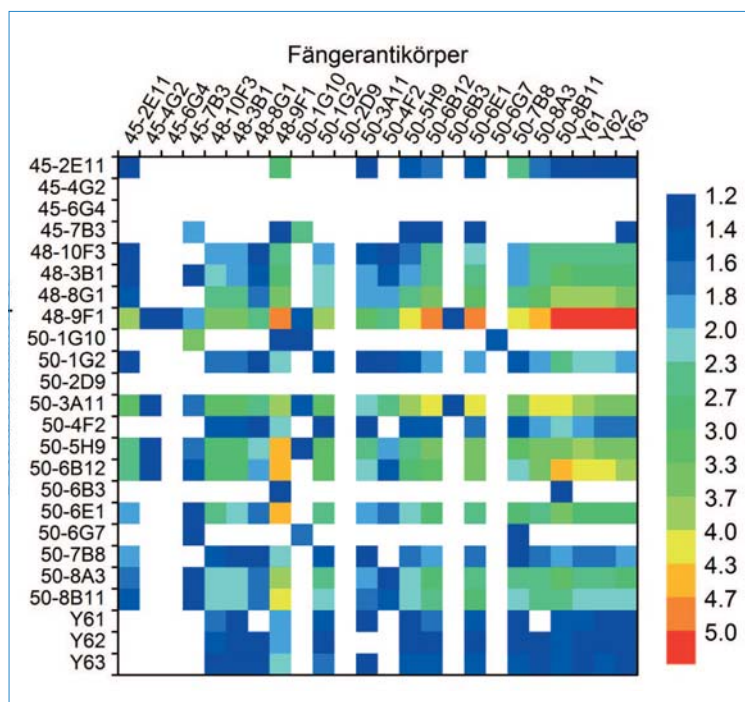 Fängerantikörper
45-2E11
45-4G2
45-6G4
45-7B3
48-10F3
48-3B1
48-8G1
48-9F1
50-1G10
50-1G2
50-2D9
50-3A11
50-4F2
50-5H9
50-6B12
50-6B3
50-6E1
50-6G7
50-7B8
50-8A3
50-8B11
Y61
Y62
Y63
45-2E11
45-4G2
45-6G4
45-7B3
48-10F3
48-3B1
48-8G1
48-9F1
50-1G10
50-1G2
50-2D9
50-3A11
50-4F2
50-5H9
50-6B12
50-6B3
50-6E1
50-6G7
50-7B8
50-8A3
50-8B11
Y61
Y62
Y63
1.2
1.4
1.6
1.8
2.0
2.3
2.7
3.0
3.3
3.7
4.0
4.3
4.7
5.0